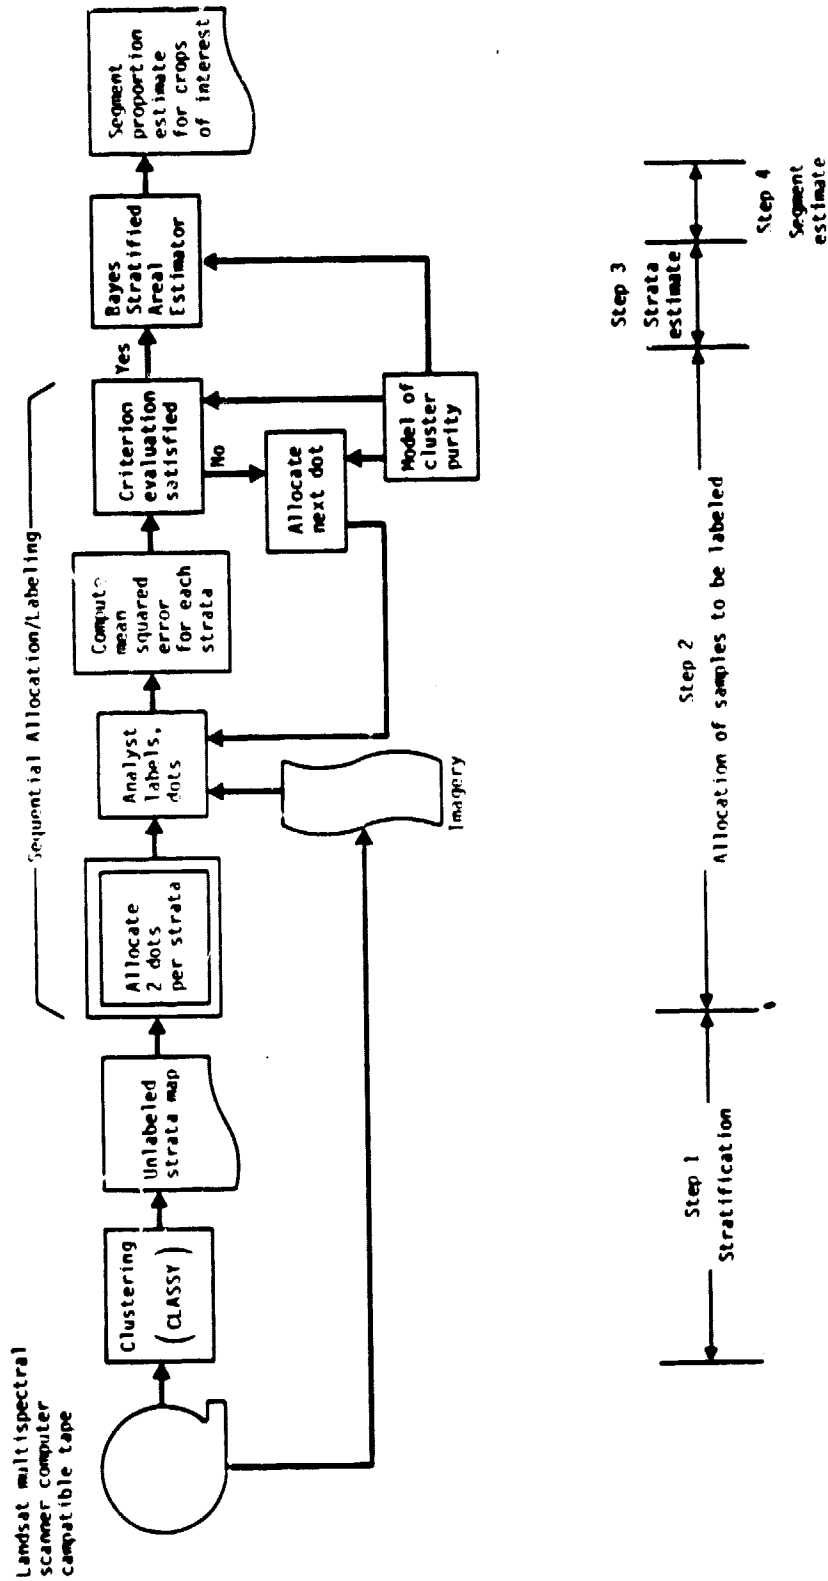 Landsat multispectral
scanner computer
campatible tape
Clustering
(CLASSY)
Unlabeled
strata map
Sequential Allocation/Labeling
Allocate
2 dots
per strata
Analyst
labels,
dots
Imagery
Compute
mean
squared
error
for each
strata
Criterion
evaluation
satisfied
Yes
No
Allocate
next dot
Model of
cluster
purity
Bayes
Stratified
Areal
Estimator
Segment
proportion
estimate
for crops
of interest
Step 1
Stratification
Step 2
Allocation of samples to be labeled
Step 3
Strata
estimate
Step 4
Segment
estimate